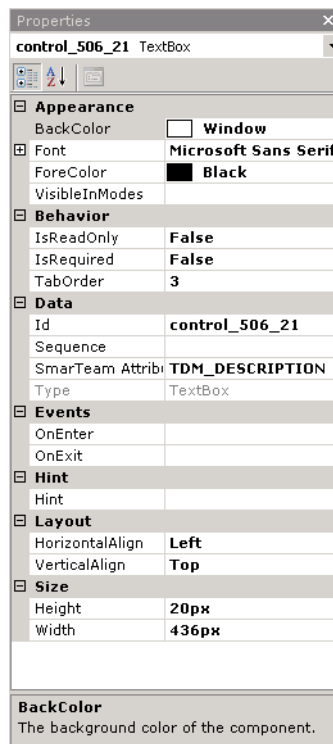 Properties
control_506_21 TextBox
Appearance
BackColor Window
Font Microsoft Sans Serif
ForeColor Black
VisibleInModes
Behavior
IsReadOnly False
IsRequired False
TabOrder 3
Data
Id control_506_21
Sequence
SmarTeam Attribu TDM_DESCRIPTION
Type TextBox
Events
OnEnter
OnExit
Hint
Hint
Layout
HorizontalAlign Left
VerticalAlign Top
Size
Height 20px
Width 436px
BackColor
The background color of the component.